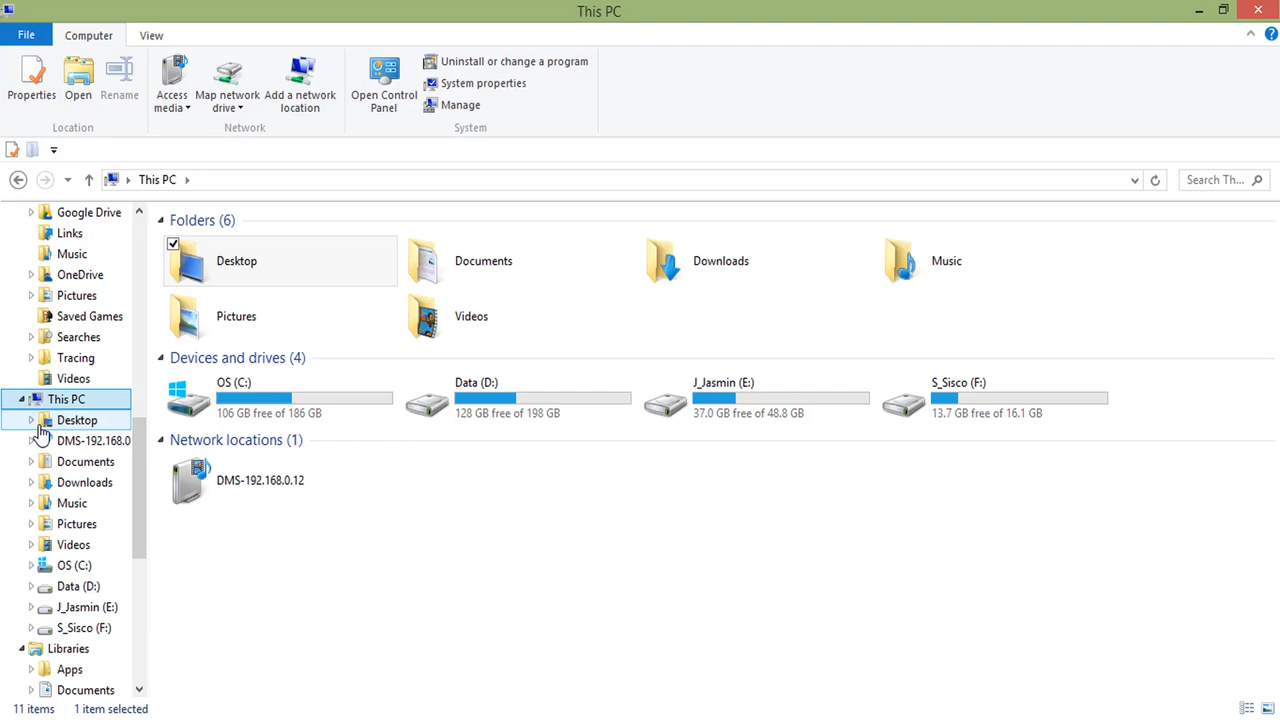 This PC
File
Computer
View
Properties
Open
Rename
Location
Access media
Map network drive
Add a network location
Network
Open Control Panel
Uninstall or change a program
System properties
Manage
System
This PC
Search Th...
Google Drive
Links
Music
OneDrive
Pictures
Saved Games
Searches
Tracing
Videos
This PC
Desktop
DMS-192.168.0
Documents
Downloads
Music
Pictures
Videos
OS (C:)
Data (D:)
J_Jasmin (E:)
S_Sisco (F:)
Libraries
Apps
Documents
Folders (6)
Desktop
Documents
Downloads
Music
Pictures
Videos
Devices and drives (4)
OS (C:)
106 GB free of 186 GB
Data (D:)
128 GB free of 198 GB
J_Jasmin (E:)
37.0 GB free of 48.8 GB
S_Sisco (F:)
13.7 GB free of 16.1 GB
Network locations (1)
DMS-192.168.0.12
11 items
1 item selected